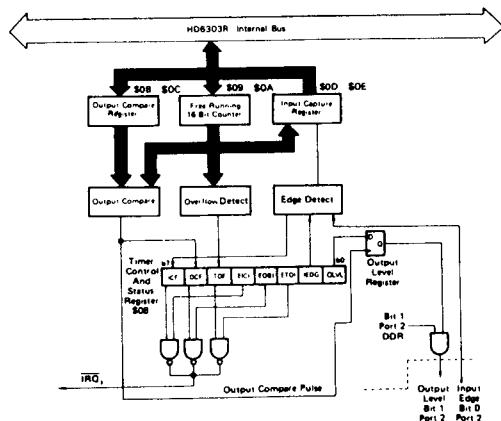 HD6303R Internal Bus
$0B $0C
$09 $0A
$0D $0E
Output Compare
Register
Free Running
16 Bit Counter
Input Capture
Register
Output Compare
Overflow Detect
Edge Detect
Timer
Control
And
Status
Register
$08
b7
b0
ICF OCF TOF EICI EOBI ETOI IEDG OLVL
D
Q
Output
Level
Register
Bit 1
Port 2
DDR
IRQ,
Output Compare Pulse
Output
Level
Bit 1
Port 2
Input
Edge
Bit 0
Port 2